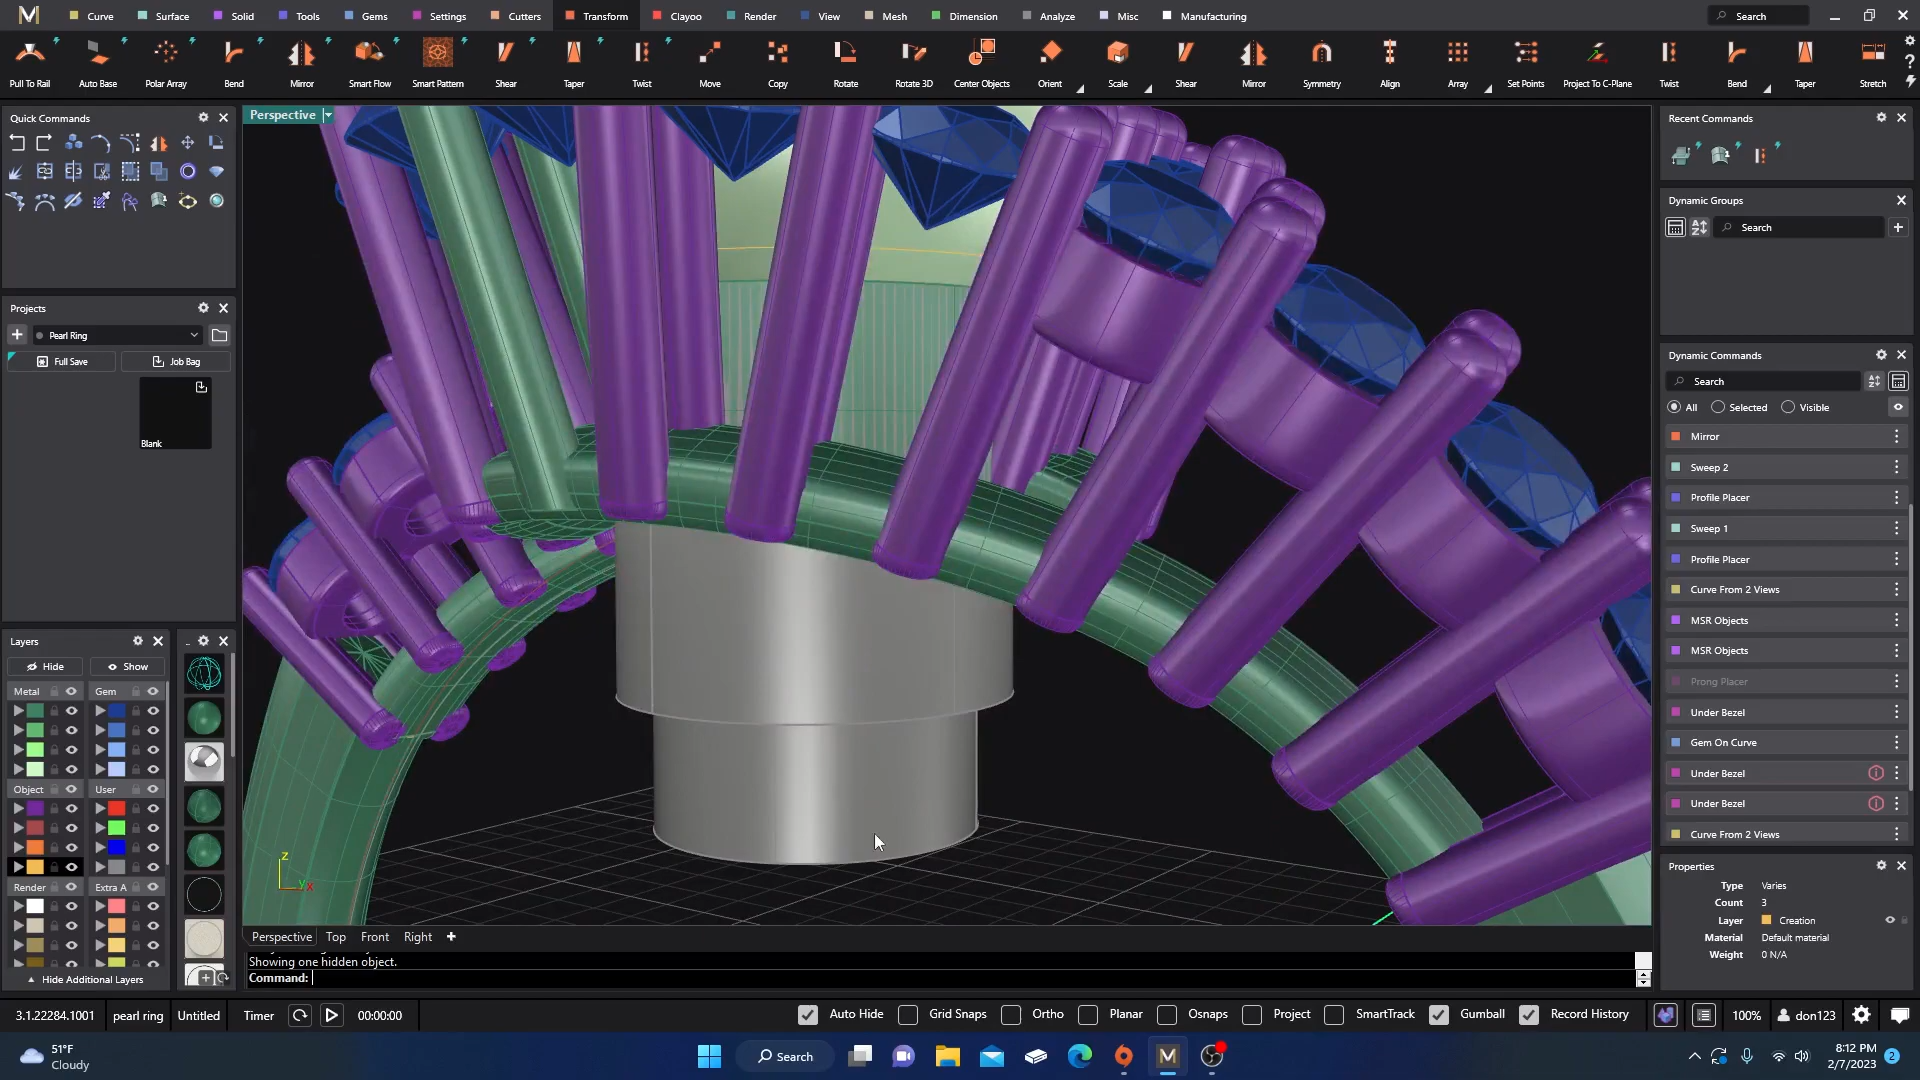 Curve Surface Solid Tools Gems Settings Cutters Transform Clayoo Render View Mesh Dimension Analyze Misc Manufacturing Search
Pull To Rail Auto Base Polar Array Bend Mirror Smart Flow Smart Pattern Shear Taper Twist Move Copy Rotate Rotate 3D Center Objects Orient Scale Shear Mirror Symmetry Align Array Set Points Project To C-Plane Twist Bend Taper Stretch
Quick Commands
Perspective
Recent Commands
Dynamic Groups
Search
Projects
Pearl Ring
Full Save Job Bag
Blank
Dynamic Commands
Search
All Selected Visible
Mirror
Sweep 2
Profile Placer
Sweep 1
Profile Placer
Curve From 2 Views
MSR Objects
MSR Objects
Prong Placer
Under Bezel
Gem On Curve
Under Bezel
Under Bezel
Curve From 2 Views
Layers
Hide Show
Metal Gem
Object User
Render Extra A
Hide Additional Layers
z
y x
Properties
Type Varies
Count 3
Layer Creation
Material Default material
Weight 0 N/A
Perspective Top Front Right
Showing one hidden object.
Command:
3.1.22284.1001 pearl ring Untitled Timer 00:00:00 Auto Hide Grid Snaps Ortho Planar Osnaps Project SmartTrack Gumball Record History 100% don123
51°F
Cloudy
Search
8:12 PM
2/7/2023
2